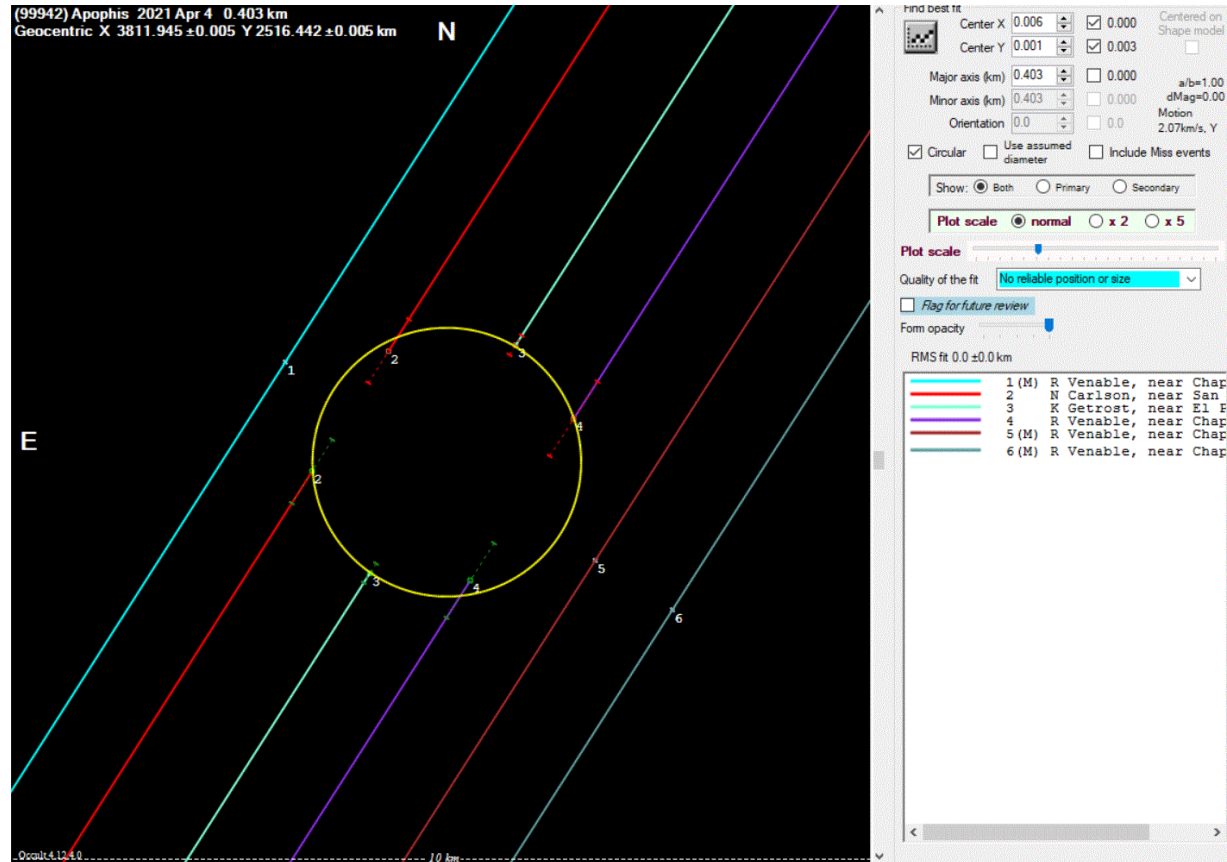 (99942) Apophis 2021 Apr 4 0.403 km
Geocentric X 3811.945 ±0.005 Y 2516.442 ±0.005 km
N
E
1
2
3
4
2
3
4
5
6
Occult 4.12.4.0
10 km
Find best fit
Center X 0.006 0.000
Center Y 0.001 0.003
Centered on
Shape model
Major axis (km) 0.403 0.000
Minor axis (km) 0.403 0.000
Orientation 0.0 0.0
a/b=1.00
dMag=0.00
Motion
2.07km/s, Y
Circular Use assumed diameter Include Miss events
Show: Both Primary Secondary
Plot scale normal x 2 x 5
Plot scale
Quality of the fit No reliable position or size
Flag for future review
Form opacity
RMS fit 0.0 ±0.0 km
1(M) R Venable, near Chap
2 N Carlson, near San
3 K Getrost, near El P
4 R Venable, near Chap
5(M) R Venable, near Chap
6(M) R Venable, near Chap